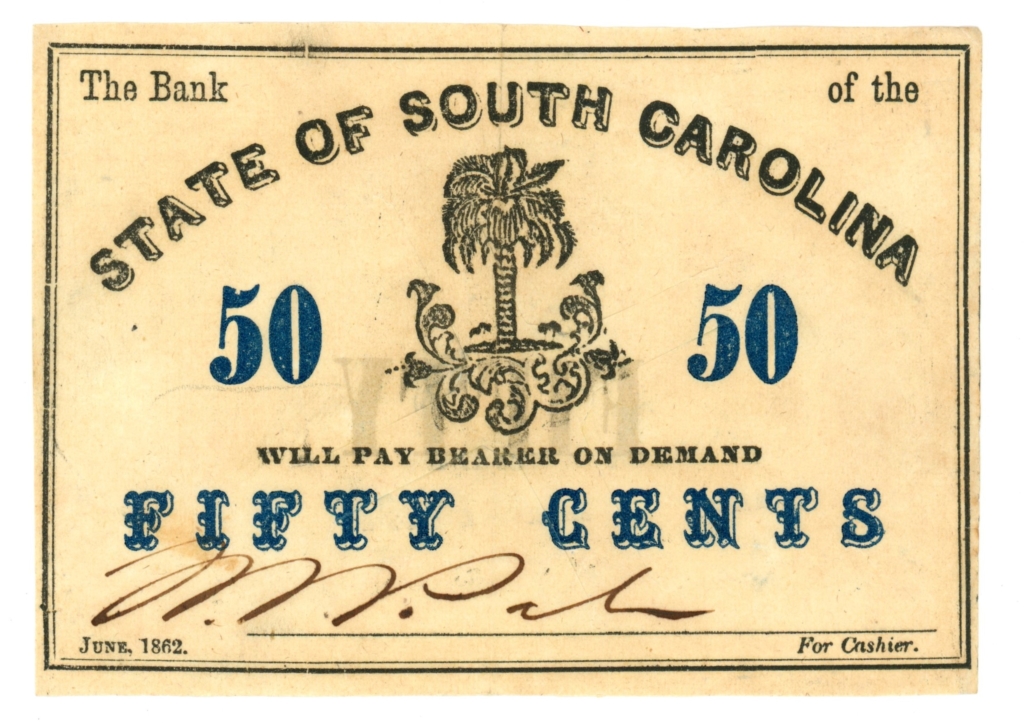 The Bank of the
STATE OF SOUTH CAROLINA
50 50
WILL PAY BEARER ON DEMAND
FIFTY CENTS
JUNE, 1862. For Cashier.